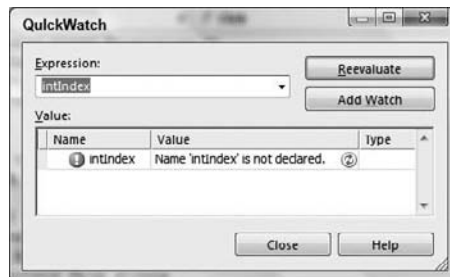 QuickWatch
Expression:
Reevaluate
intIndex
Add Watch
Value:
Name Value Type
intIndex Name 'intIndex' is not declared.
Close Help